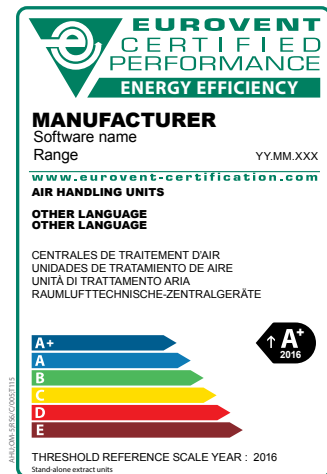 EUROVENT
CERTIFIED
PERFORMANCE
ENERGY EFFICIENCY
MANUFACTURER
Software name
Range YY.MM.XXX
www.eurovent-certification.com
AIR HANDLING UNITS
OTHER LANGUAGE
OTHER LANGUAGE
CENTRALES DE TRAITEMENT D'AIR
UNIDADES DE TRATAMIENTO DE AIRE
UNITÀ DI TRATTAMENTO ARIA
RAUMLUFTTECHNISCHE-ZENTRALGERÄTE
A+
A
B
C
D
E
↑ A+
2016
THRESHOLD REFERENCE SCALE YEAR : 2016
Stand-alone extract units